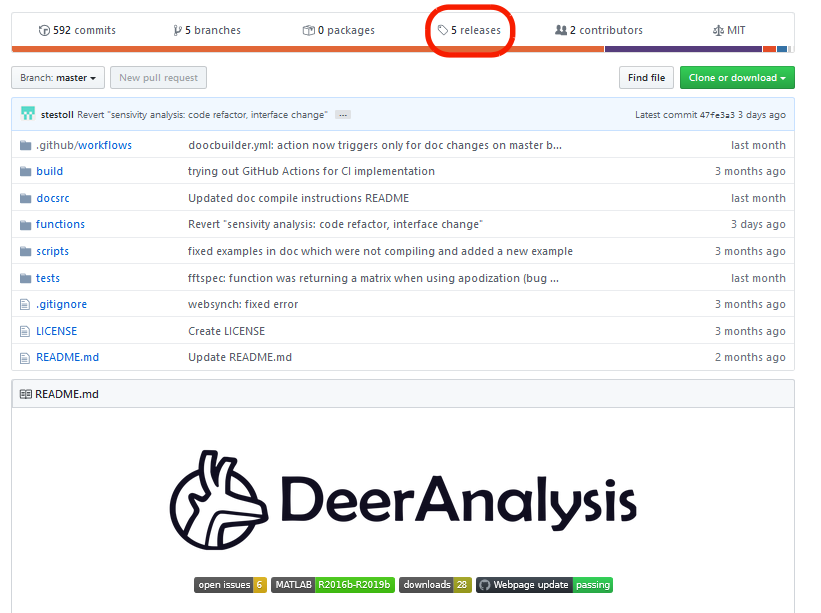 592 commits 5 branches 0 packages 5 releases 2 contributors MIT
Branch: master New pull request Find file Clone or download
stestoll Revert "sensivity analysis: code refactor, interface change" ... Latest commit 47fe3a3 3 days ago
.github/workflows doocbuilder.yml: action now triggers only for doc changes on master b... last month
build trying out GitHub Actions for CI implementation 3 months ago
docsrc Updated doc compile instructions README last month
functions Revert "sensivity analysis: code refactor, interface change" 3 days ago
scripts fixed examples in doc which were not compiling and added a new example 3 months ago
tests fftspec: function was returning a matrix when using apodization (bug ... last month
.gitignore websynch: fixed error 3 months ago
LICENSE Create LICENSE 3 months ago
README.md Update README.md 2 months ago
README.md
DeerAnalysis
open issues 6 MATLAB R2016b-R2019b downloads 28 Webpage update passing